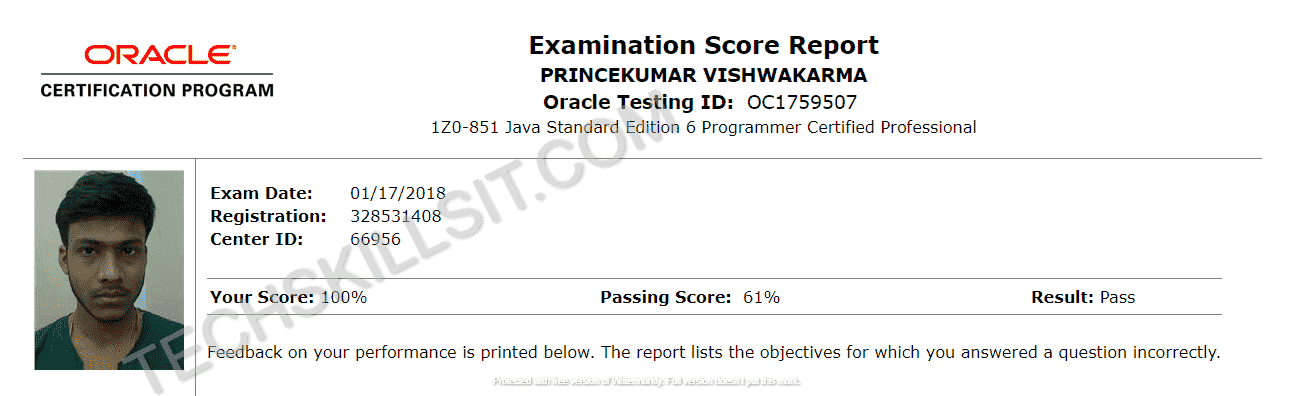 ORACLE
CERTIFICATION PROGRAM
Examination Score Report
PRINCEKUMAR VISHWAKARMA
Oracle Testing ID: OC1759507
1Z0-851 Java Standard Edition 6 Programmer Certified Professional
Exam Date: 01/17/2018
Registration: 328531408
Center ID: 66956
Your Score: 100% Passing Score: 61% Result: Pass
Feedback on your performance is printed below. The report lists the objectives for which you answered a question incorrectly.
TECHSKILLSIT.COM
Protected with free version of Watermarkly. Full version doesn't put this mark.